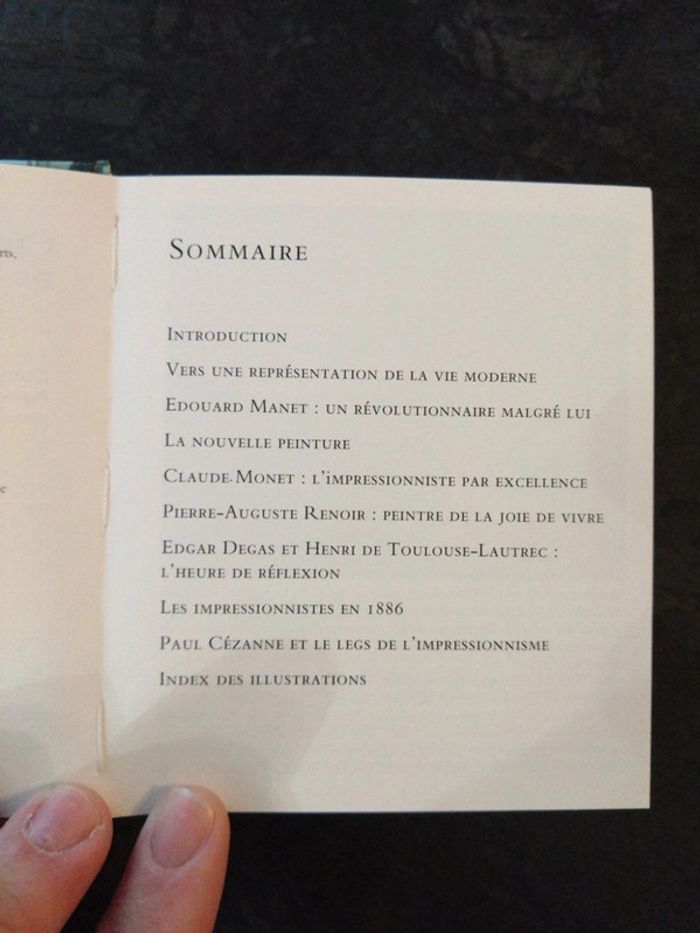 rts,
e
SOMMAIRE
INTRODUCTION
VERS UNE REPRÉSENTATION DE LA VIE MODERNE
EDOUARD MANET : UN RÉVOLUTIONNAIRE MALGRÉ LUI
LA NOUVELLE PEINTURE
CLAUDE MONET : L'IMPRESSIONNISTE PAR EXCELLENCE
PIERRE-AUGUSTE RENOIR : PEINTRE DE LA JOIE DE VIVRE
EDGAR DEGAS ET HENRI DE TOULOUSE-LAUTREC :
L'HEURE DE RÉFLEXION
LES IMPRESSIONNISTES EN 1886
PAUL CÉZANNE ET LE LEGS DE L'IMPRESSIONNISME
INDEX DES ILLUSTRATIONS